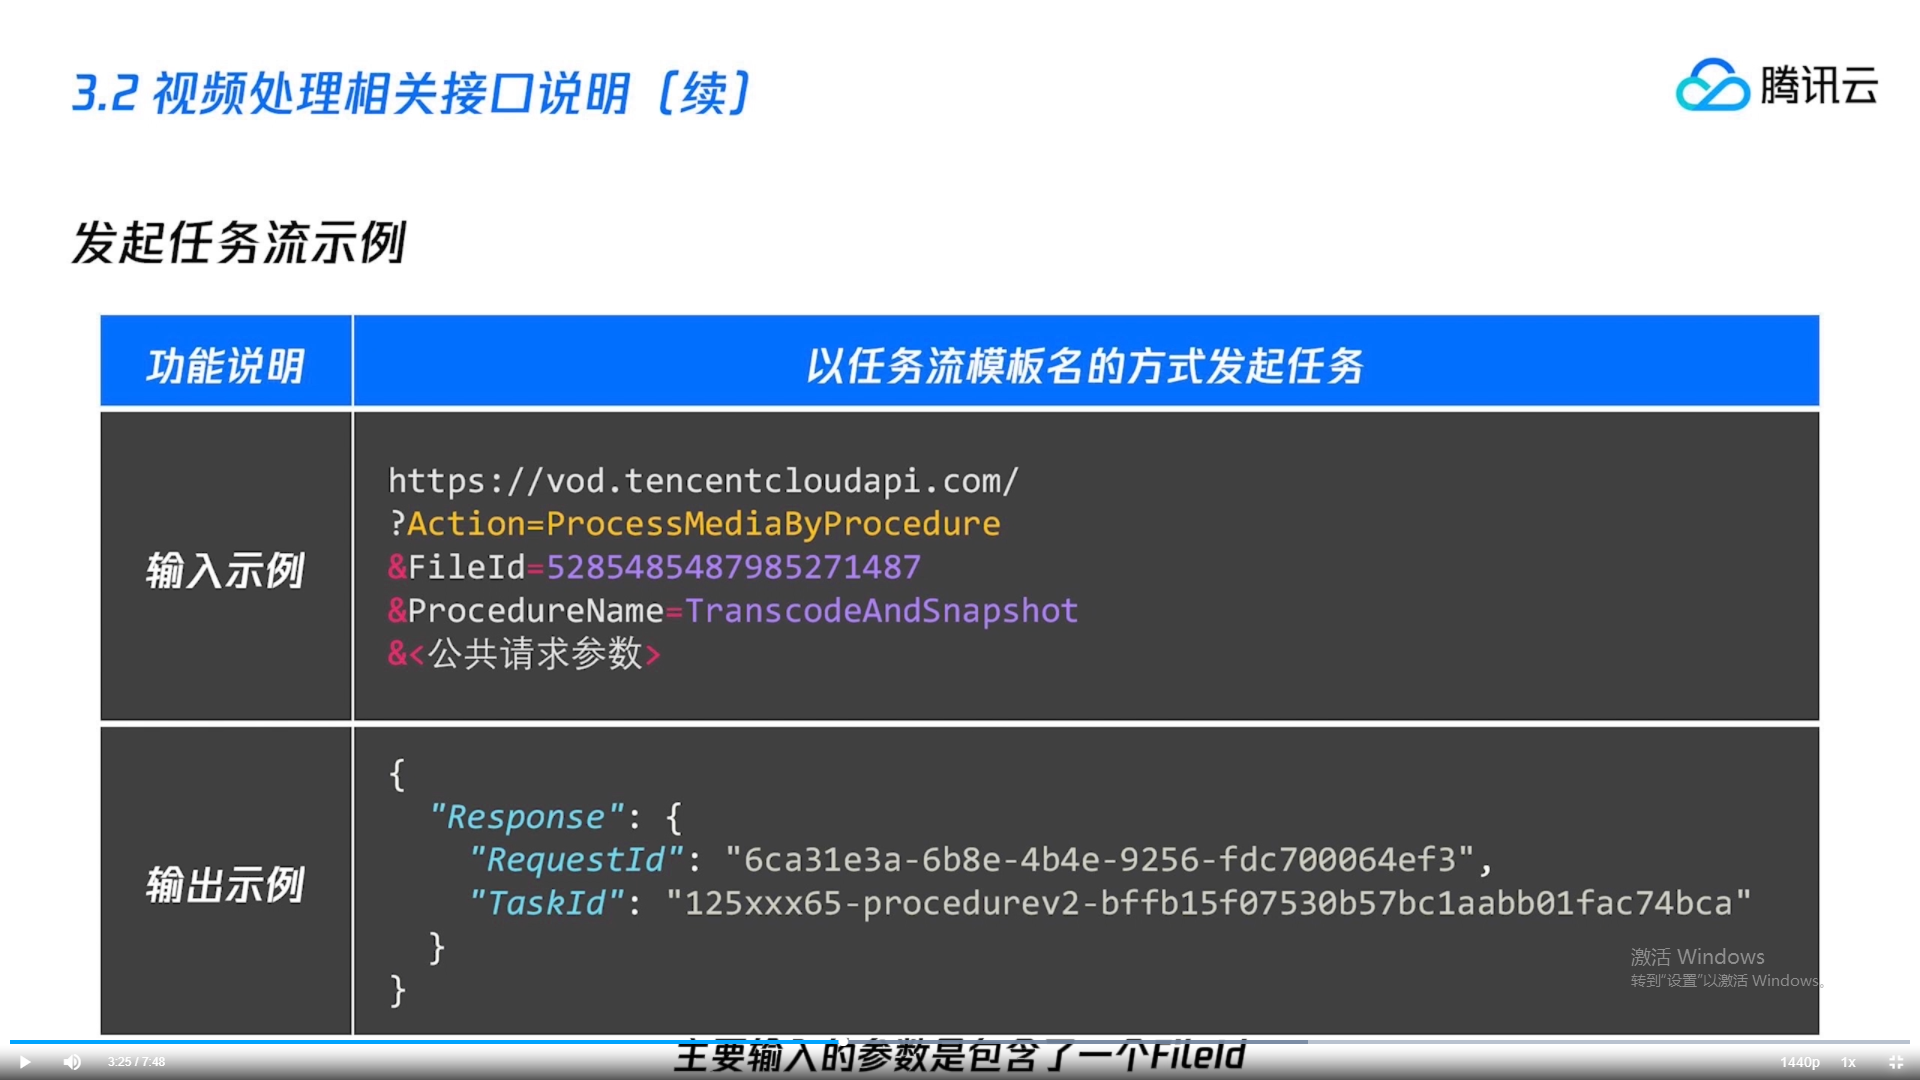 3.2 视频处理相关接口说明（续）
腾讯云
发起任务流示例
功能说明
以任务流模板名的方式发起任务
输入示例
https://vod.tencentcloudapi.com/
?Action=ProcessMediaByProcedure
&FileId=5285485487985271487
&ProcedureName=TranscodeAndSnapshot
&<公共请求参数>
输出示例
{
"Response": {
"RequestId": "6ca31e3a-6b8e-4b4e-9256-fdc700064ef3",
"TaskId": "125xxx65-procedurev2-bffb15f07530b57bc1aabb01fac74bca"
}
}
激活 Windows
转到“设置”以激活 Windows。
主要输入的参数是包含了一个FileId
3:25 / 7:48
1440p
1x